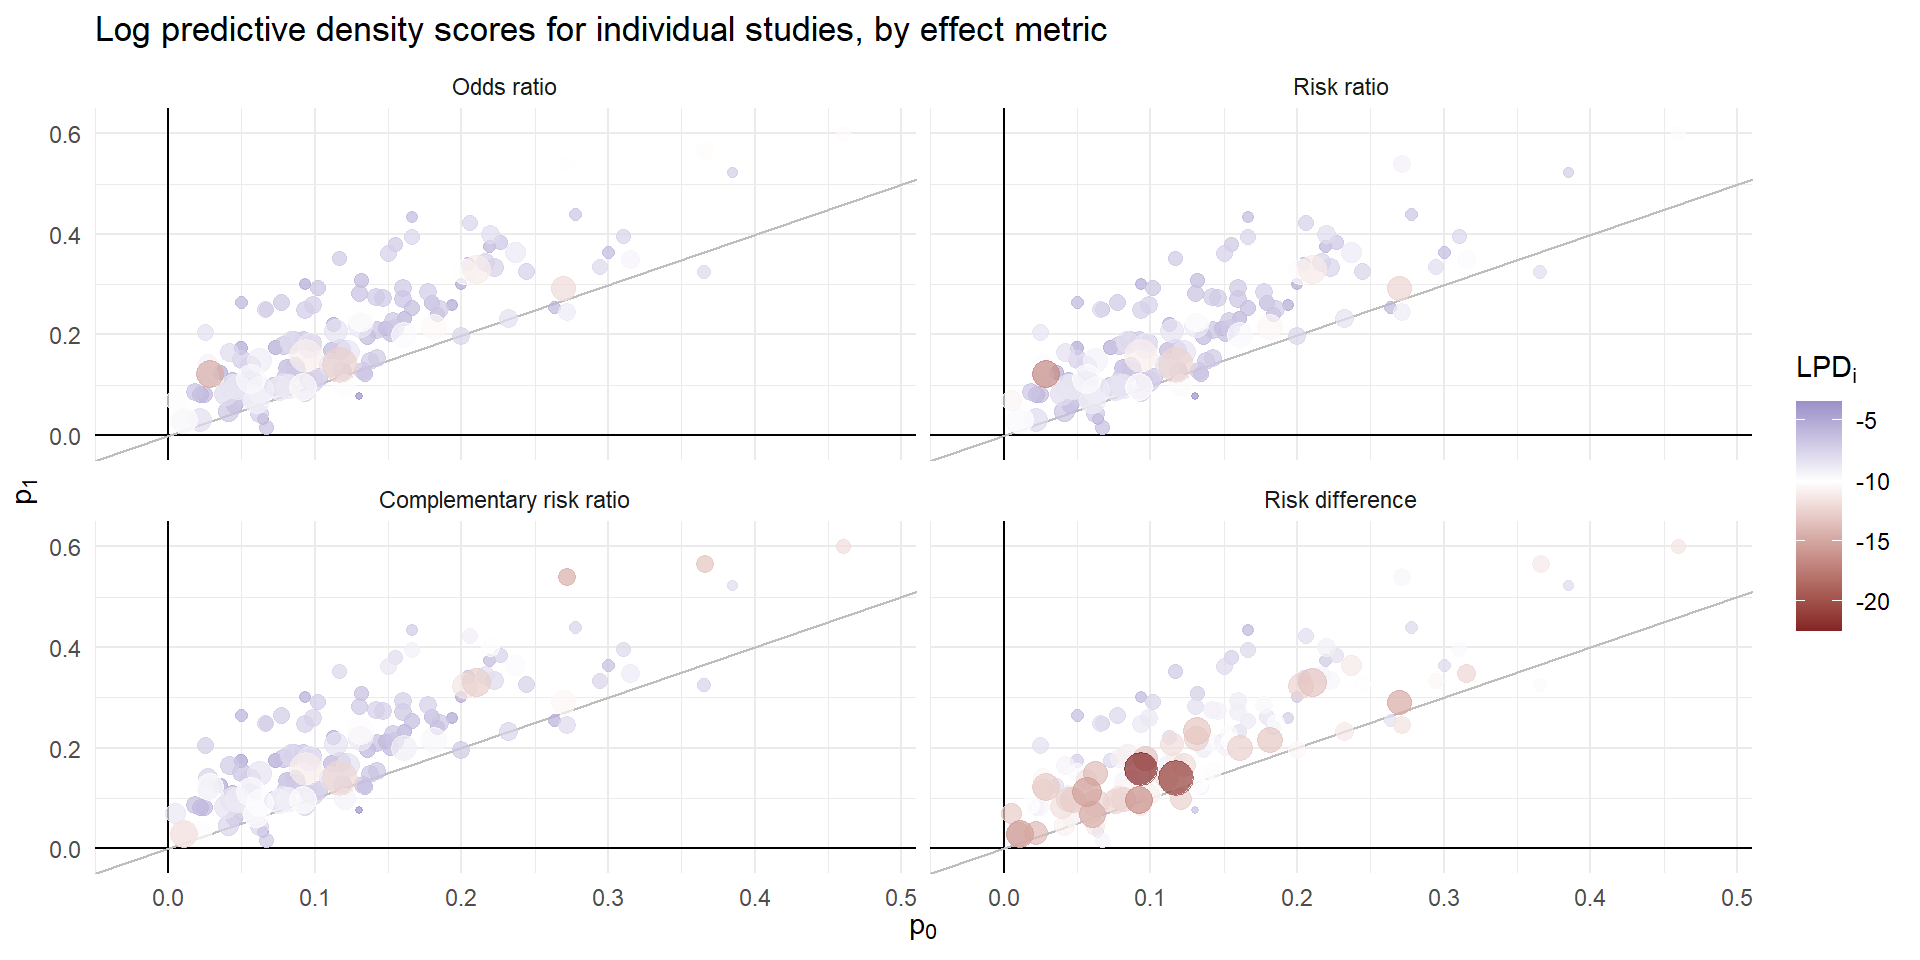 Log predictive density scores for individual studies, by effect metric
Odds ratio
Risk ratio
0.6
0.4
0.2
0.0
Complementary risk ratio
Risk difference
0.6
0.4
0.2
0.0
0.0 0.1 0.2 0.3 0.4 0.5
0.0 0.1 0.2 0.3 0.4 0.5
p₁
p₀
LPDᵢ
-5
-10
-15
-20